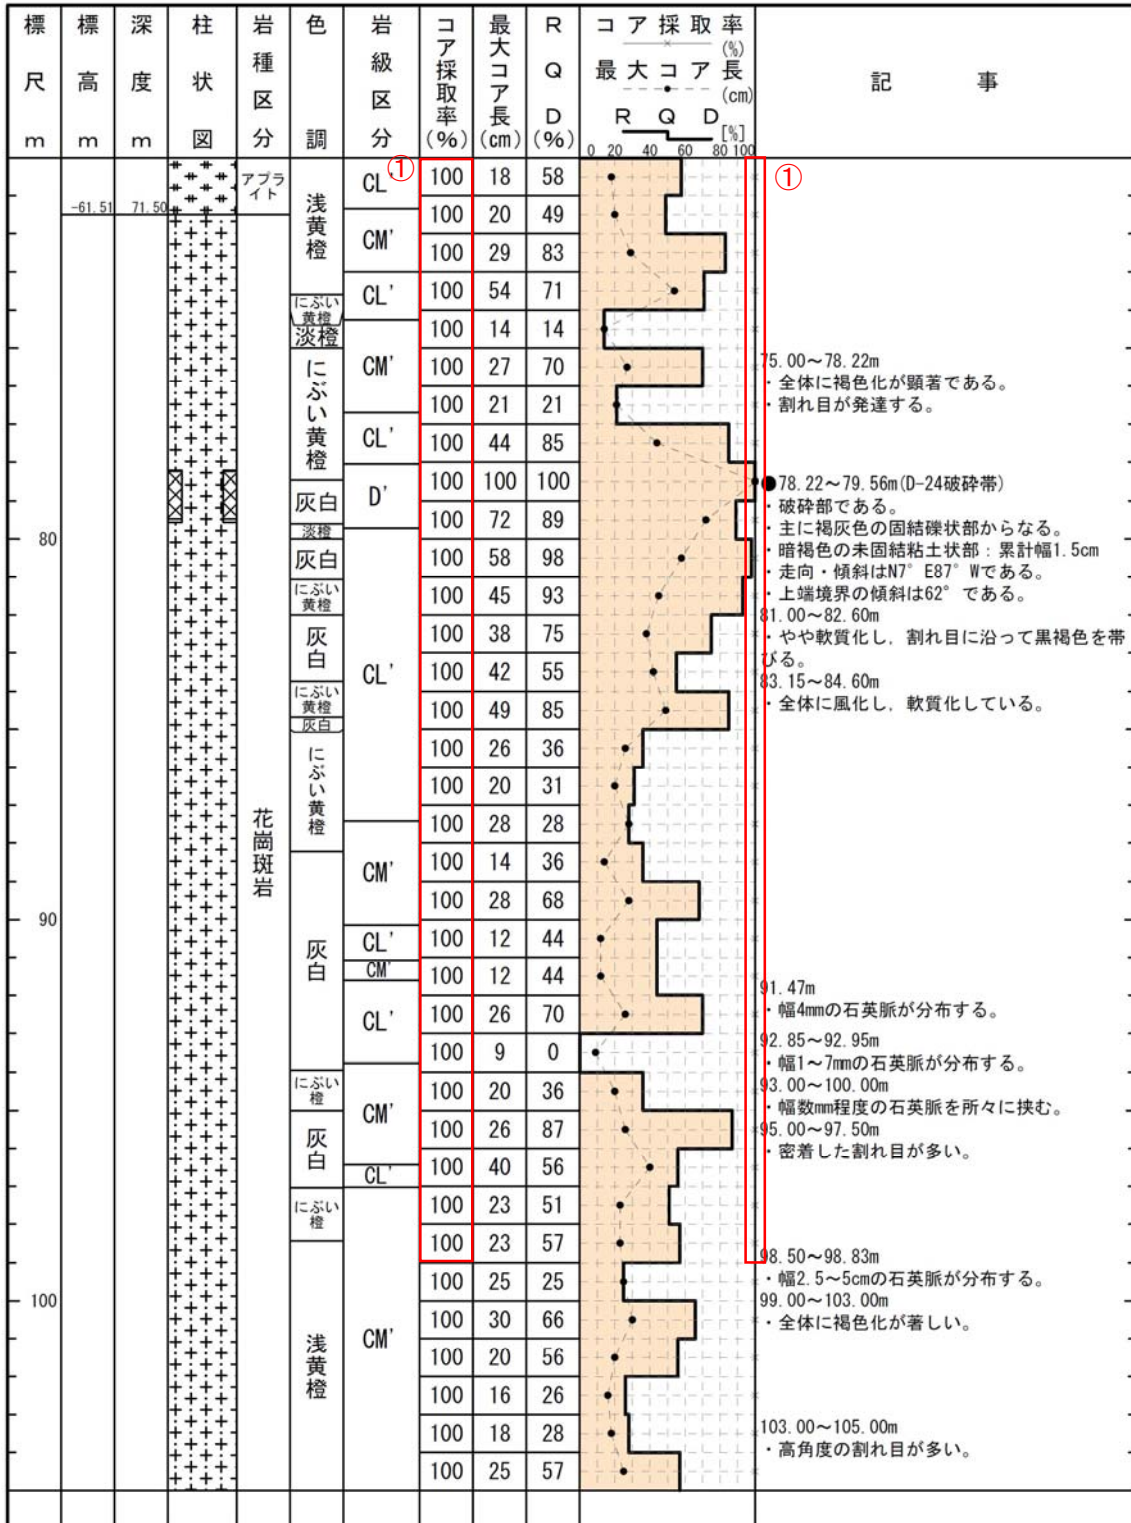 標尺m
標高m
深度m
柱状図
岩種区分
色調
岩級区分
コア採取率(%)
最大コア長(cm)
RQD(%)
コア採取率(%)
最大コア長(cm)
RQD[%]
0 20 40 60 80 100
記事
①
①
-61.51 71.50
80
90
100
アプライト
花崗斑岩
浅黄橙
にぶい黄橙
淡橙
にぶい黄橙
灰白
淡橙
灰白
にぶい黄橙
灰白
にぶい黄橙
灰白
にぶい黄橙
灰白
にぶい橙
灰白
にぶい橙
浅黄橙
CL'
CM'
CL'
CM'
CL'
D'
CL'
CM'
CL'
CM'
CL'
CM'
CL'
CM'
100 18 58
100 20 49
100 29 83
100 54 71
100 14 14
100 27 70
100 21 21
100 44 85
100 100 100
100 72 89
100 58 98
100 45 93
100 38 75
100 42 55
100 49 85
100 26 36
100 20 31
100 28 28
100 14 36
100 28 68
100 12 44
100 12 44
100 26 70
100 9 0
100 20 36
100 26 87
100 40 56
100 23 51
100 23 57
100 25 25
100 30 66
100 20 56
100 16 26
100 18 28
100 25 57
75.00～78.22m
・全体に褐色化が顕著である。
・割れ目が発達する。
●78.22～79.56m(D-24破砕帯)
・破砕部である。
・主に褐灰色の固結礫状部からなる。
・暗褐色の未固結粘土状部：累計幅1.5cm
・走向・傾斜はN7°E87°Wである。
・上端境界の傾斜は62°である。
81.00～82.60m
・やや軟質化し，割れ目に沿って黒褐色を帯
びる。
83.15～84.60m
・全体に風化し，軟質化している。
91.47m
・幅4mmの石英脈が分布する。
92.85～92.95m
・幅1～7mmの石英脈が分布する。
93.00～100.00m
・幅数mm程度の石英脈を所々に挟む。
95.00～97.50m
・密着した割れ目が多い。
98.50～98.83m
・幅2.5～5cmの石英脈が分布する。
99.00～103.00m
・全体に褐色化が著しい。
103.00～105.00m
・高角度の割れ目が多い。